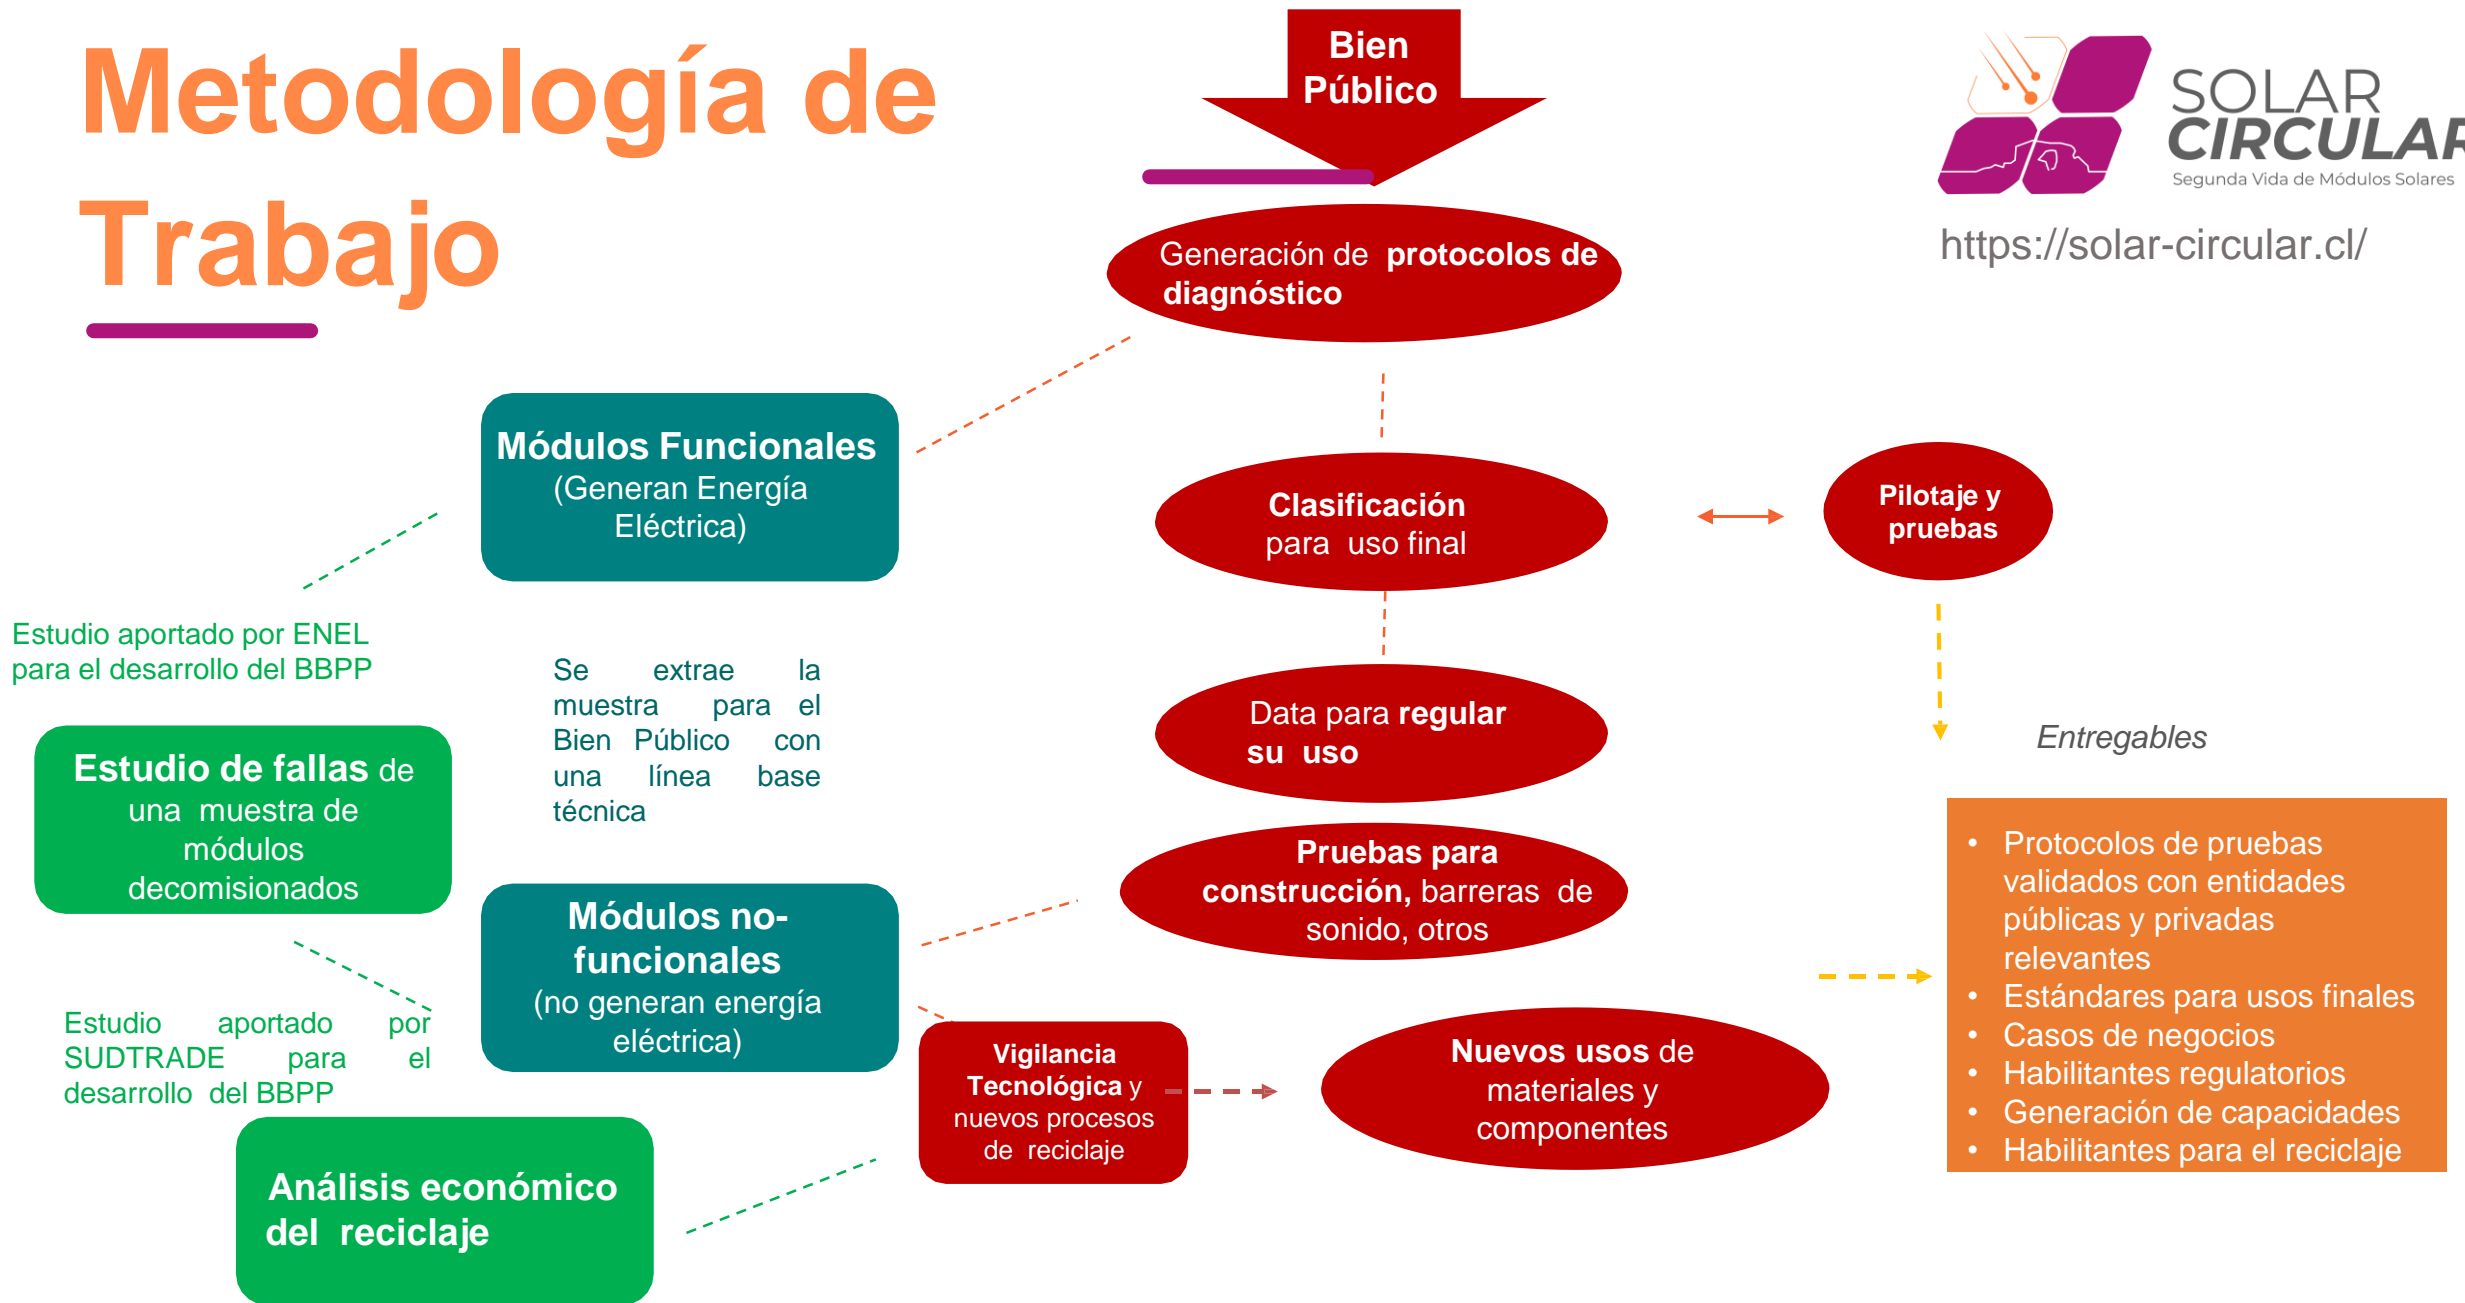 Metodología de
Trabajo
Bien
Público
SOLAR
CIRCULAR
Segunda Vida de Módulos Solares
https://solar-circular.cl/
Generación de protocolos de
diagnóstico
Módulos Funcionales
(Generan Energía
Eléctrica)
Clasificación
para uso final
Pilotaje y
pruebas
Estudio aportado por ENEL
para el desarrollo del BBPP
Se extrae la
muestra para el
Bien Público con
una línea base
técnica
Data para regular
su uso
Entregables
Estudio de fallas de
una muestra de
módulos
decomisionados
Pruebas para
construcción, barreras de
sonido, otros
Módulos no-
funcionales
(no generan energía
eléctrica)
• Protocolos de pruebas
validados con entidades
públicas y privadas
relevantes
• Estándares para usos finales
• Casos de negocios
• Habilitantes regulatorios
• Generación de capacidades
• Habilitantes para el reciclaje
Estudio aportado por
SUDTRADE para el
desarrollo del BBPP
Vigilancia
Tecnológica y
nuevos procesos
de reciclaje
Nuevos usos de
materiales y
componentes
Análisis económico
del reciclaje